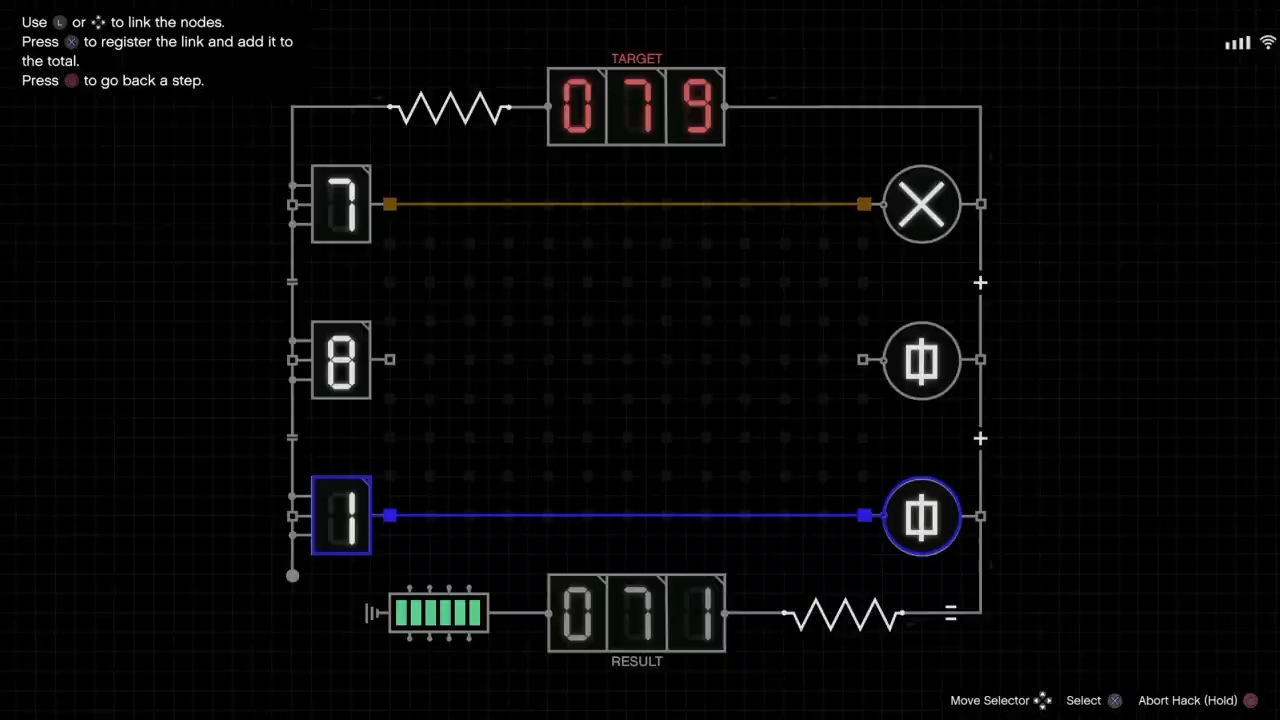 Use L or to link the nodes.
Press X to register the link and add it to
the total.
Press to go back a step.
TARGET
079
7
8
+
1
+
071
=
RESULT
Move Selector Select X Abort Hack (Hold)